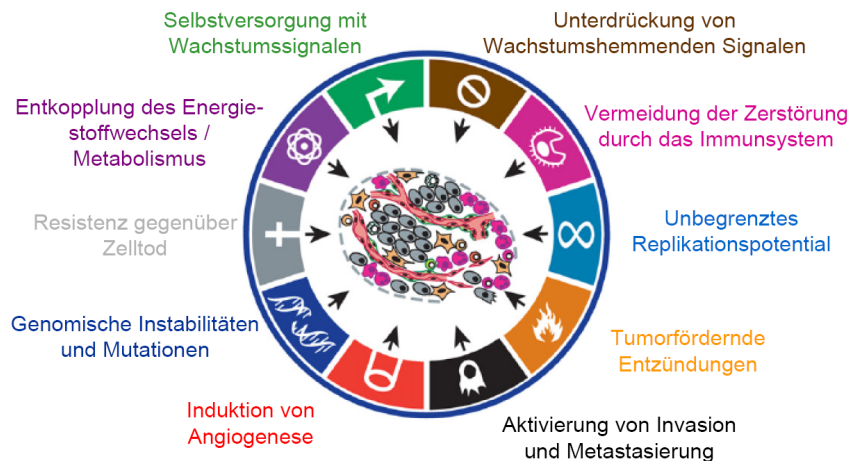 Selbstversorgung mit
Wachstumssignalen
Unterdrückung von
Wachstumshemmenden Signalen
Entkopplung des Energie-
stoffwechsels /
Metabolismus
Vermeidung der Zerstörung
durch das Immunsystem
Resistenz gegenüber
Zelltod
Unbegrenztes
Replikationspotential
Genomische Instabilitäten
und Mutationen
Tumorfördernde
Entzündungen
Induktion von
Angiogenese
Aktivierung von Invasion
und Metastasierung